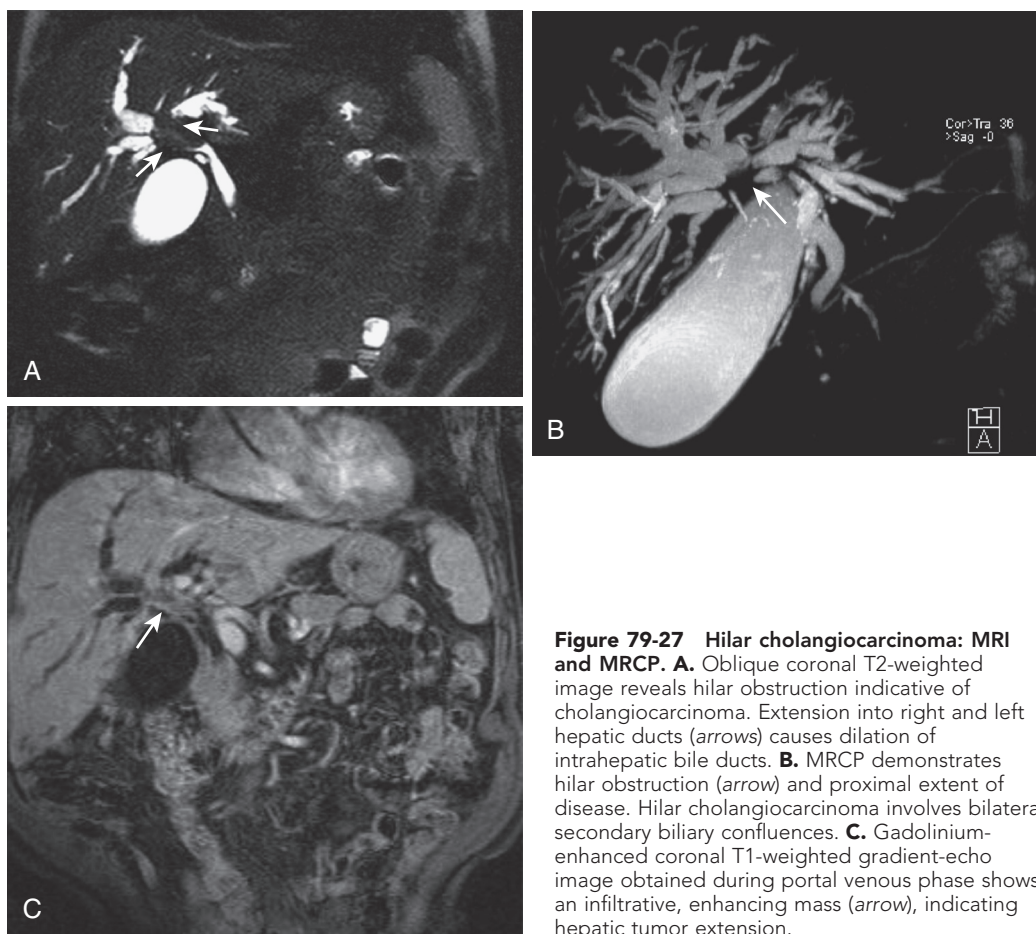 A
B
Cor>Tra 36
>Sag -0
H
A
C
Figure 79-27 Hilar cholangiocarcinoma: MRI
and MRCP. A. Oblique coronal T2-weighted
image reveals hilar obstruction indicative of
cholangiocarcinoma. Extension into right and left
hepatic ducts (arrows) causes dilation of
intrahepatic bile ducts. B. MRCP demonstrates
hilar obstruction (arrow) and proximal extent of
disease. Hilar cholangiocarcinoma involves bilateral
secondary biliary confluences. C. Gadolinium-
enhanced coronal T1-weighted gradient-echo
image obtained during portal venous phase shows
an infiltrative, enhancing mass (arrow), indicating
hepatic tumor extension.